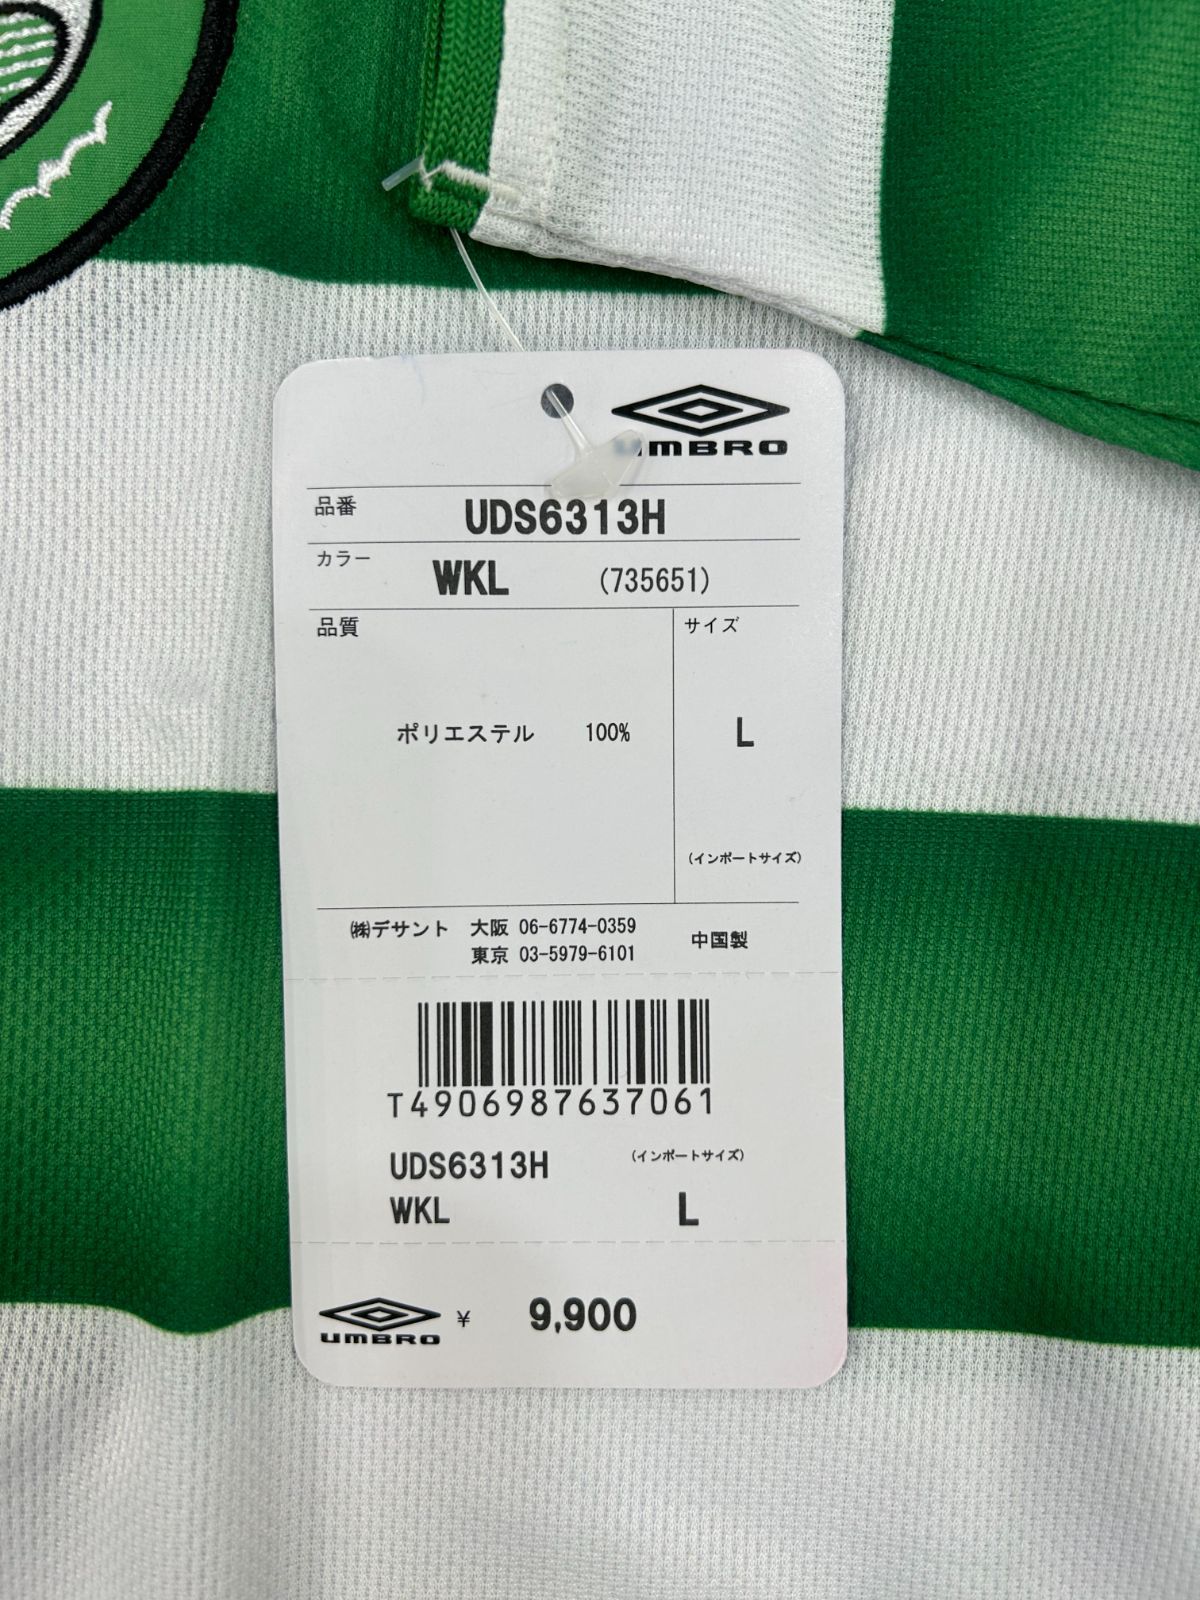 UMBRO
品番 UDS6313H
カラー WKL (735651)
品質 サイズ
ポリエステル 100% L
(インポートサイズ)
㈱デサント 大阪 06-6774-0359
東京 03-5979-6101 中国製
T4906987637061
UDS6313H (インポートサイズ)
WKL L
UMBRO ¥ 9,900